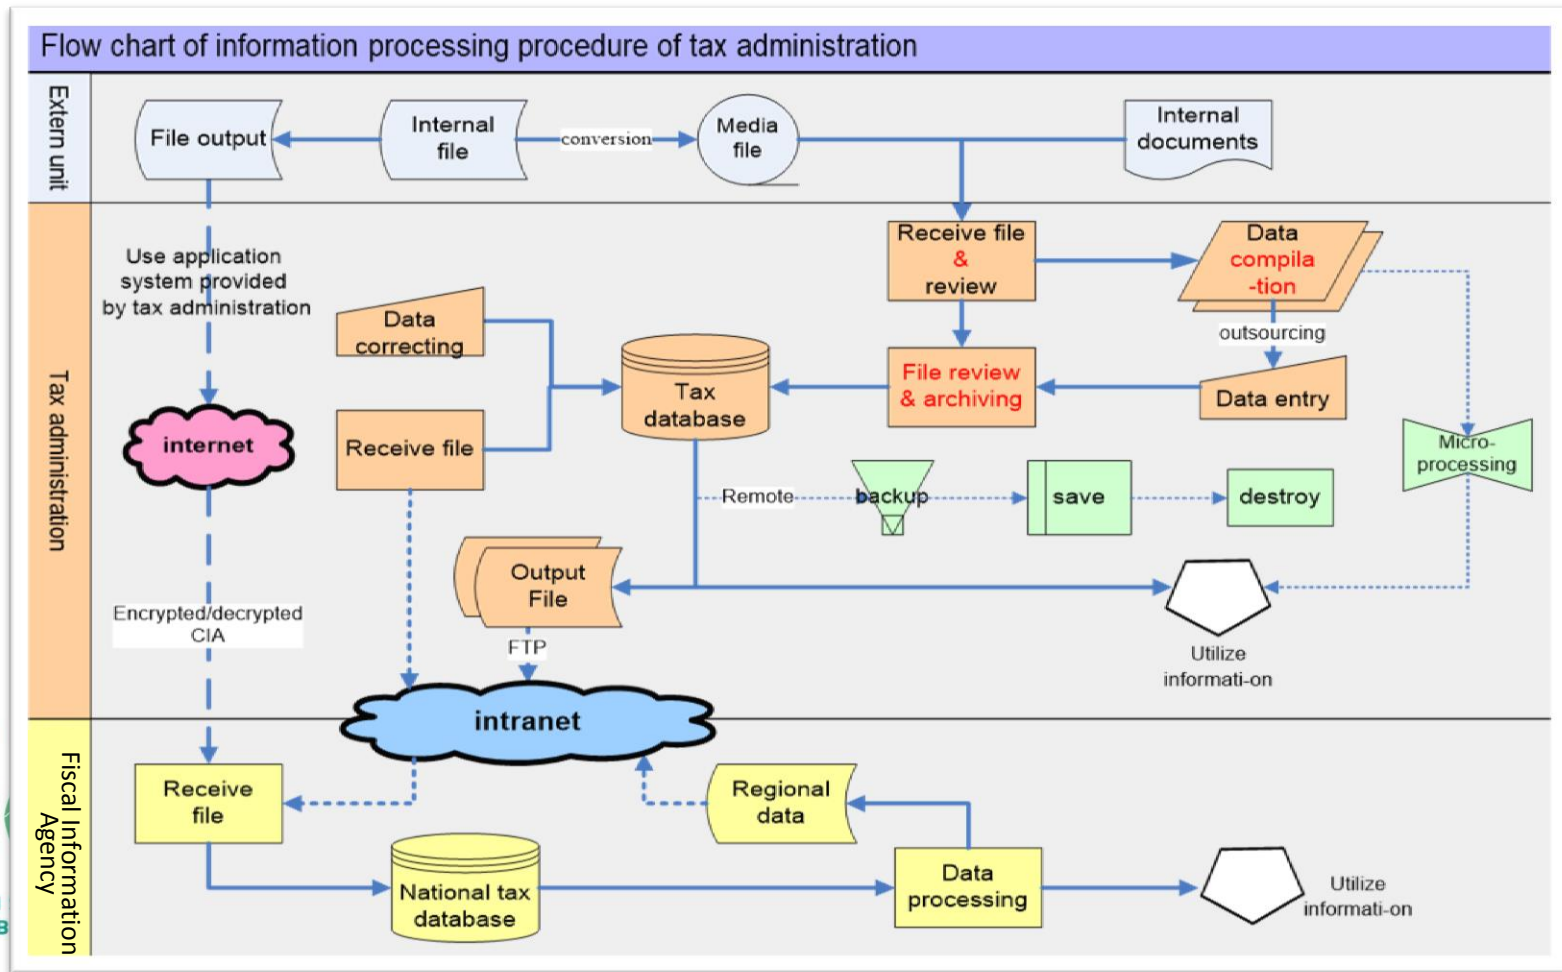 Flow chart of information processing procedure of tax administration
Extern unit
File output
Internal
file
conversion
Media
file
Internal
documents
Tax administration
Use application
system provided
by tax administration
Receive file
&
review
Data
compila
-tion
outsourcing
Data
correcting
Tax
database
File review
& archiving
Data entry
internet
Receive file
Micro-
processing
Remote
backup
save
destroy
Output
File
Encrypted/decrypted
CIA
FTP
Utilize
informati-on
intranet
Fiscal Information
Agency
Receive
file
Regional
data
National tax
database
Data
processing
Utilize
informati-on